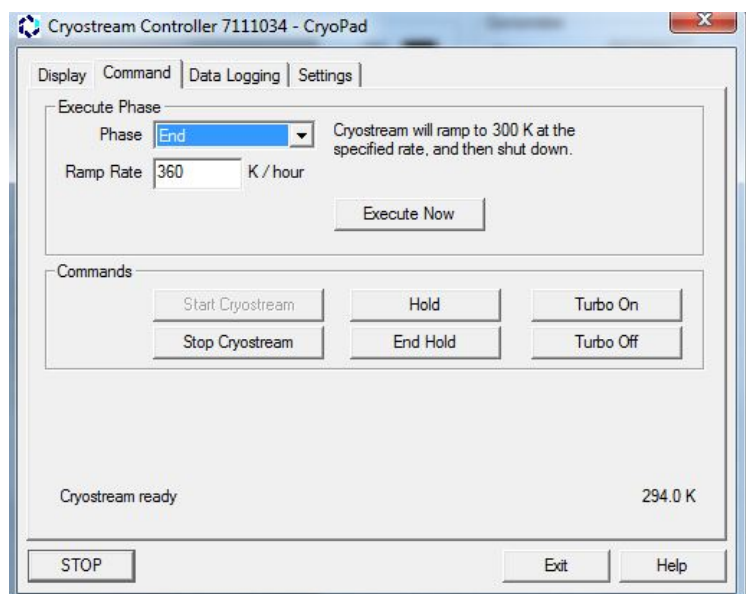 Cryostream Controller 7111034 - CryoPad
X
Display Command Data Logging Settings
Execute Phase
Phase End Cryostream will ramp to 300 K at the
specified rate, and then shut down.
Ramp Rate 360 K / hour
Execute Now
Commands
Start Cryostream Hold Turbo On
Stop Cryostream End Hold Turbo Off
Cryostream ready 294.0 K
STOP Exit Help